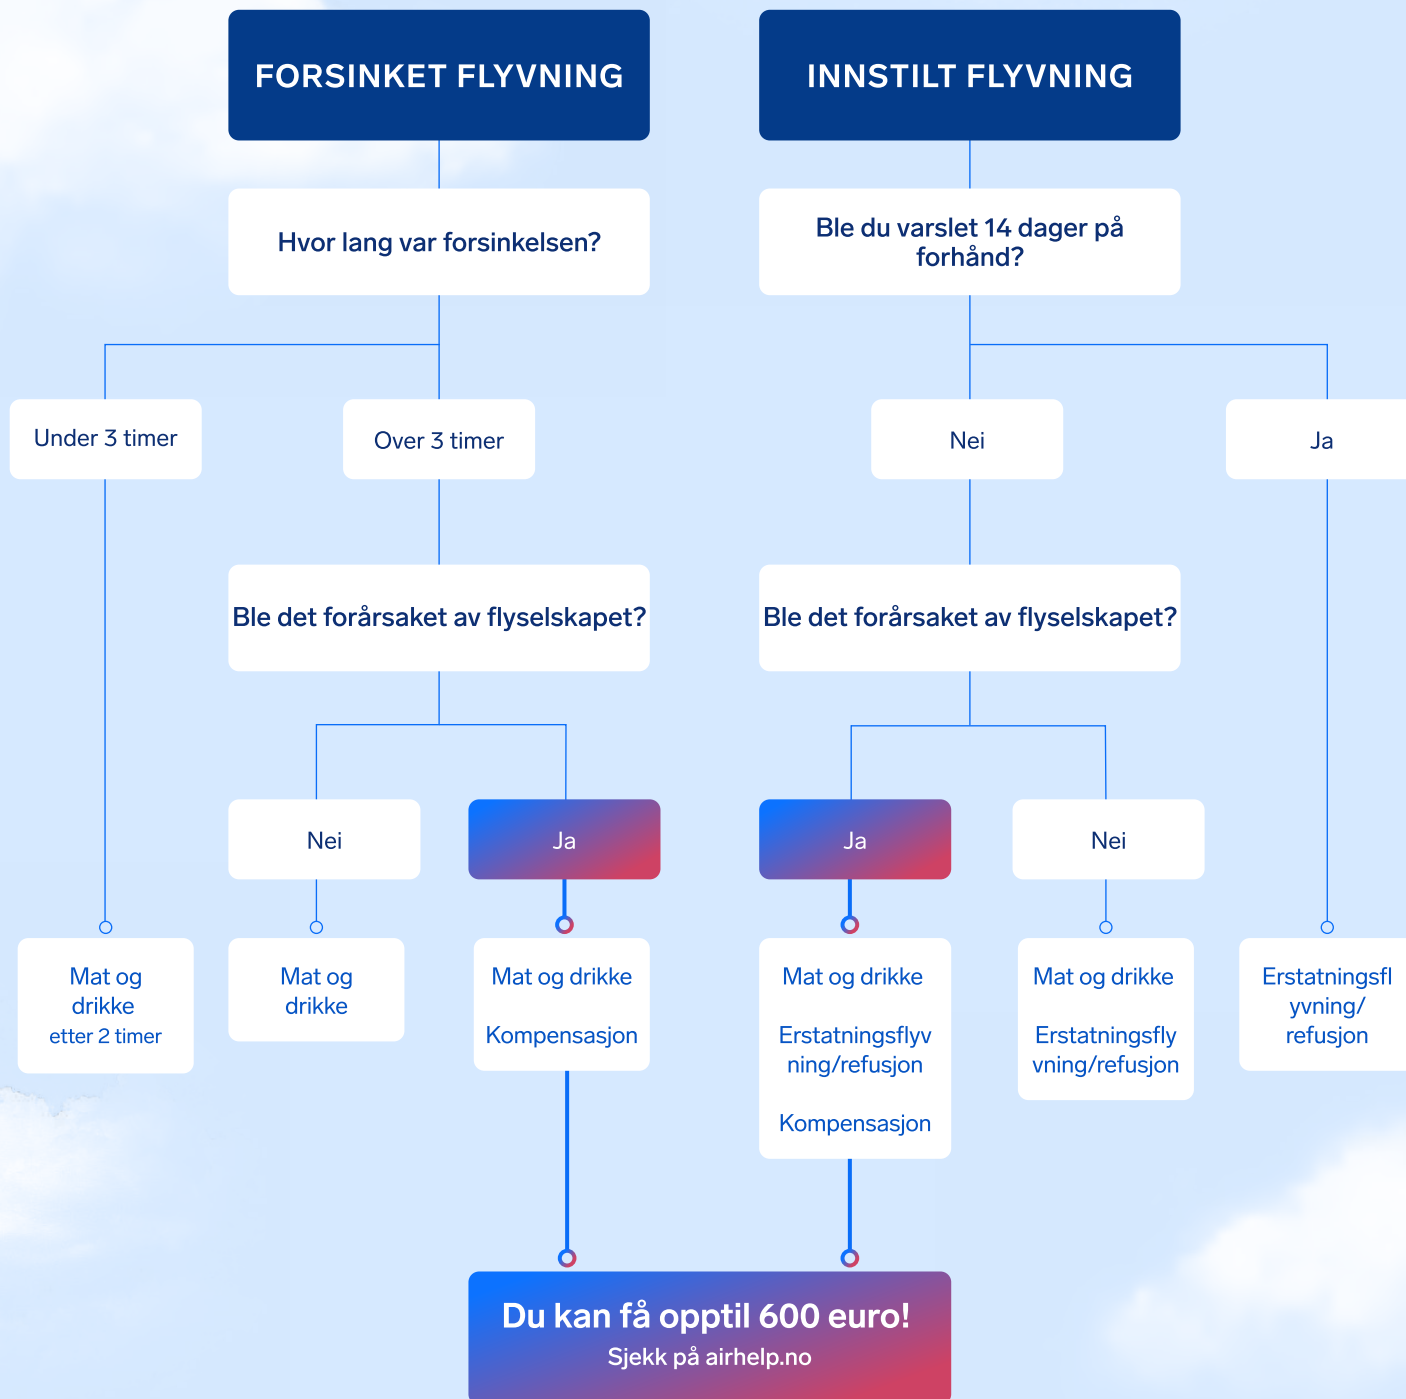 FORSINKET FLYVNING
INNSTILT FLYVNING
Hvor lang var forsinkelsen?
Ble du varslet 14 dager på
forhånd?
Under 3 timer
Over 3 timer
Nei
Ja
Ble det forårsaket av flyselskapet?
Ble det forårsaket av flyselskapet?
Nei
Ja
Ja
Nei
Mat og
drikke
etter 2 timer
Mat og
drikke
Mat og drikke
Kompensasjon
Mat og drikke
Erstatningsflyv
ning/refusjon
Kompensasjon
Mat og drikke
Erstatningsfly
vning/refusjon
Erstatningsfl
yvning/
refusjon
Du kan få opptil 600 euro!
Sjekk på airhelp.no